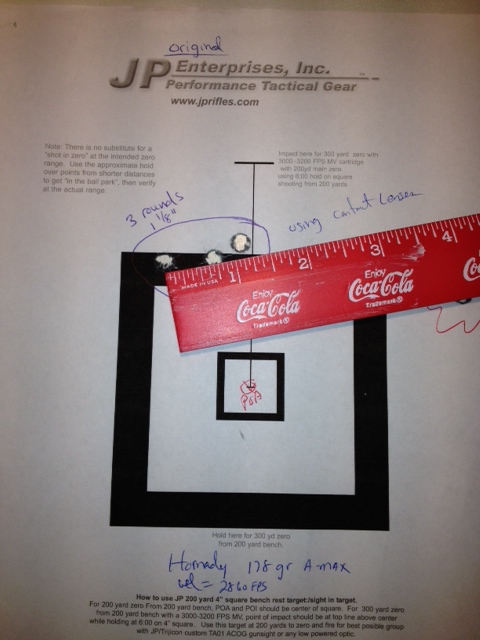 original
JP Enterprises, Inc.
Performance Tactical Gear
www.jprifles.com
Note: There is no substitute for a
"shot in zero" at the intended zero
range. Use the approximate hold
over points from shorter distances
to get "in the ball park", then verify
at the actual range.
Impact here for 300 yard zero with
3000-3200 FPS MV cartridge
with 200yd main zero
using 6:00 hold on square
shooting from 200 yards
3 rounds
1 1/8"
using contact Lenses
1 2 3 4
MADE IN USA
Enjoy
Coca-Cola
Trademark ®
Enjoy
Coca-Cola
Trademark ®
POA
Hold here for 300 yd zero
from 200 yard bench.
Hornady 178 gr A max
vel = 2860 FPS
How to use JP 200 yard 4" square bench rest target:/sight in target.
For 200 yard zero From 200 yard bench, POA and POI should be center of square. For 300 yard zero
from 200 yard bench with a 3000-3200 FPS MV, point of impact should be at top line above center
while holding at 6:00 on 4" square. Use this target at 200 yards to zero and fire for best posible group
with JP/Trijicon custom TA01 ACOG gunsight or any low powered optic.